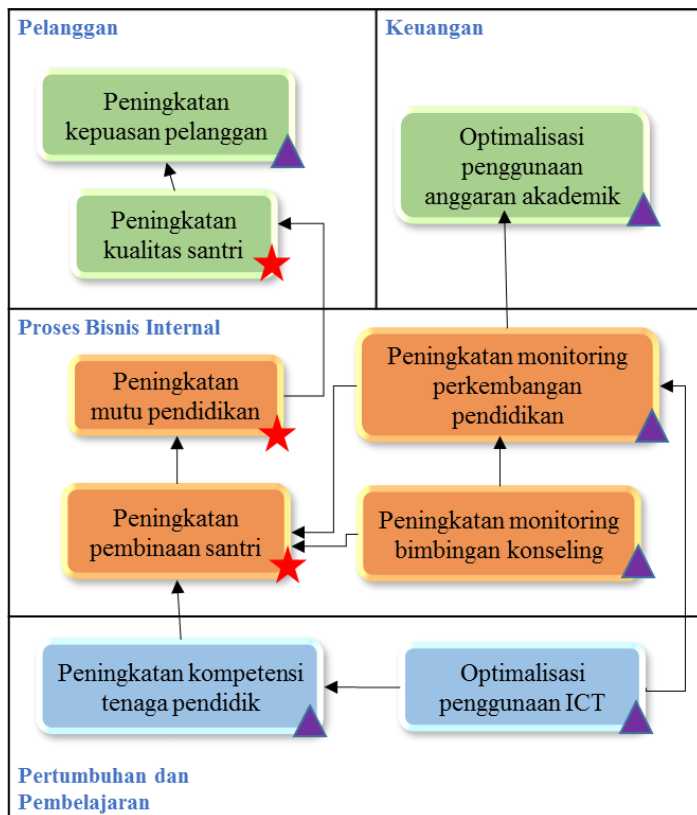 Pelanggan
Peningkatan
kepuasan pelanggan
Peningkatan
kualitas santri
Keuangan
Optimalisasi
penggunaan
anggaran akademik
Proses Bisnis Internal
Peningkatan
mutu pendidikan
Peningkatan monitoring
perkembangan
pendidikan
Peningkatan
pembinaan santri
Peningkatan monitoring
bimbingan konseling
Peningkatan kompetensi
tenaga pendidik
Optimalisasi
penggunaan ICT
Pertumbuhan dan
Pembelajaran